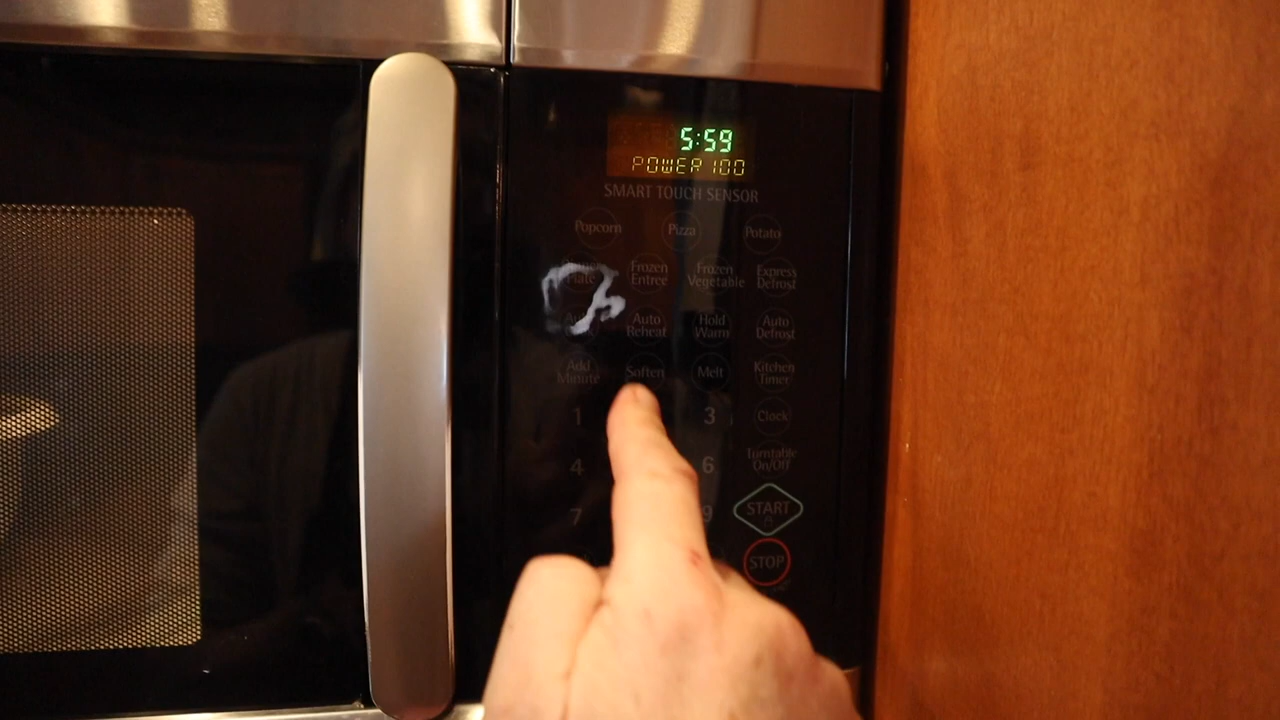 5:59
POWER 100
SMART TOUCH SENSOR
Popcorn Pizza Potato
Plate Frozen Entree Frozen Vegetable Express Defrost
Auto Reheat Hold Warm Auto Defrost
Add Minute Soften Melt Kitchen Timer
1 3 Clock
4 6 Turntable On/Off
7 9 START
STOP